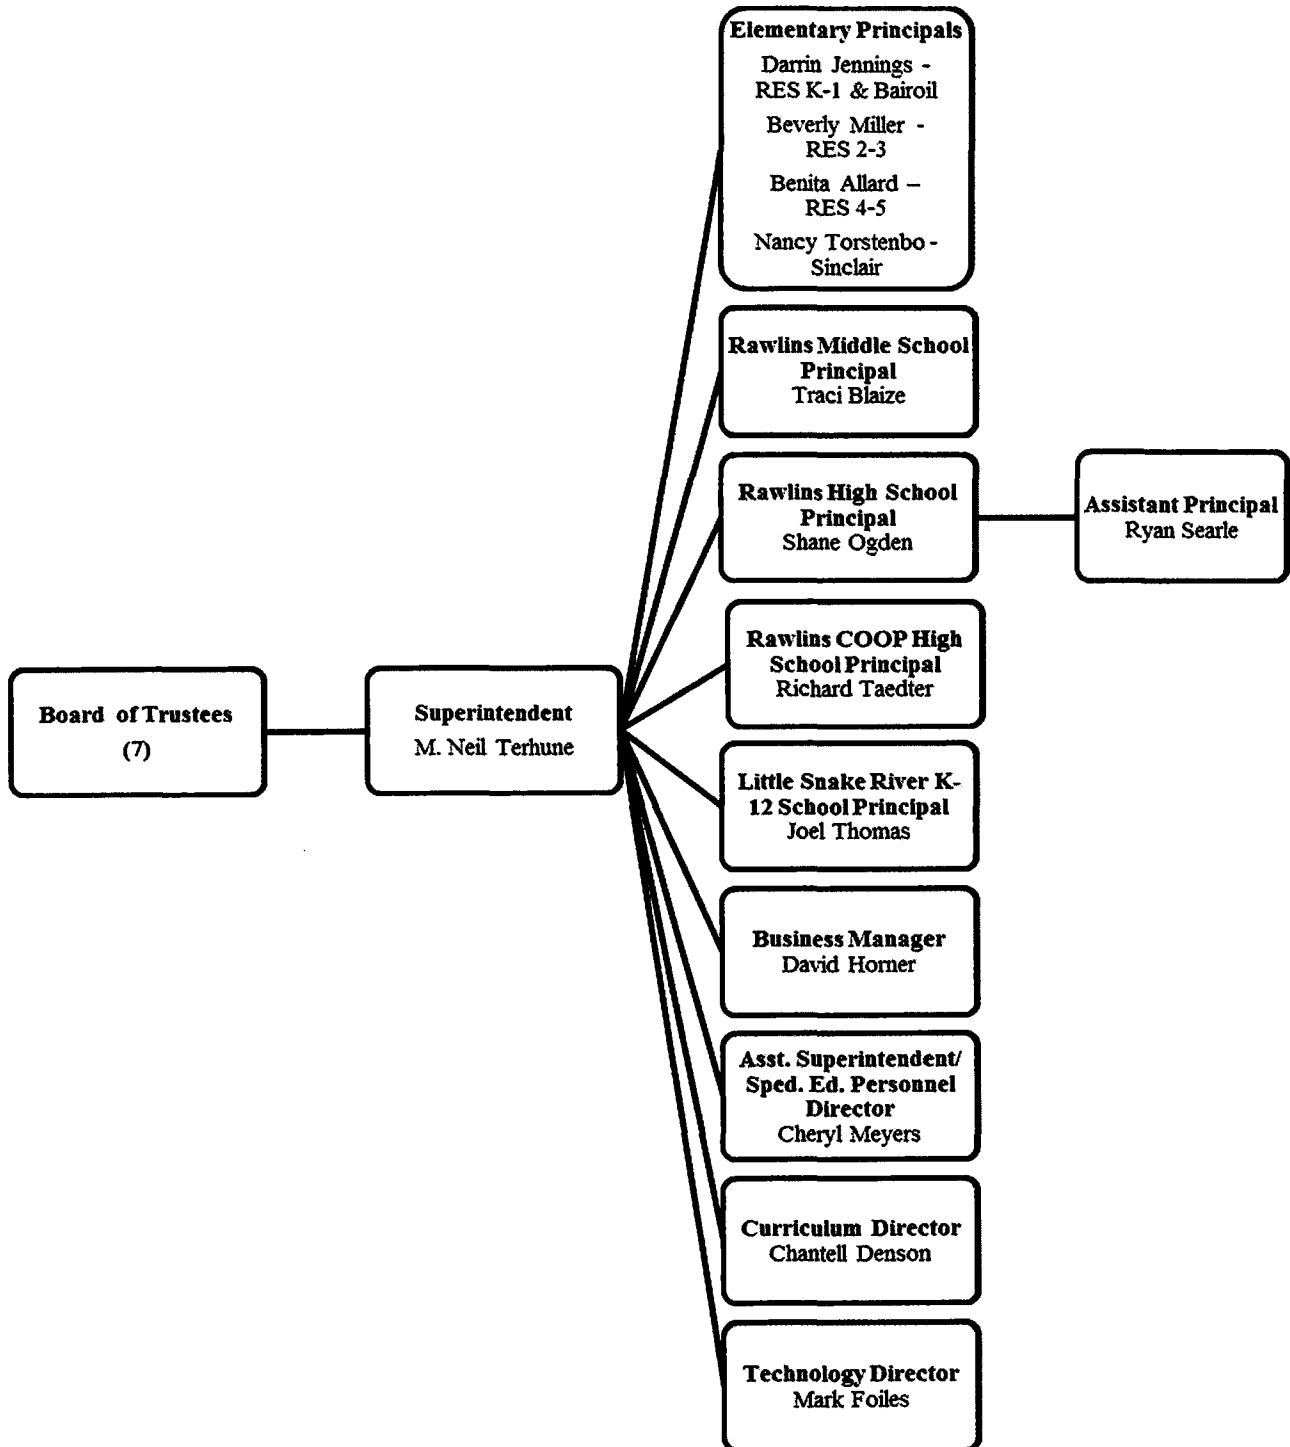 Elementary Principals
Darrin Jennings -
RES K-1 & Bairoil
Beverly Miller -
RES 2-3
Benita Allard –
RES 4-5
Nancy Torstenbo -
Sinclair
Rawlins Middle School
Principal
Traci Blaize
Rawlins High School
Principal
Shane Ogden
Assistant Principal
Ryan Searle
Rawlins COOP High
School Principal
Richard Taedter
Board of Trustees
(7)
Superintendent
M. Neil Terhune
Little Snake River K-
12 School Principal
Joel Thomas
Business Manager
David Horner
Asst. Superintendent/
Sped. Ed. Personnel
Director
Cheryl Meyers
Curriculum Director
Chantell Denson
Technology Director
Mark Foiles